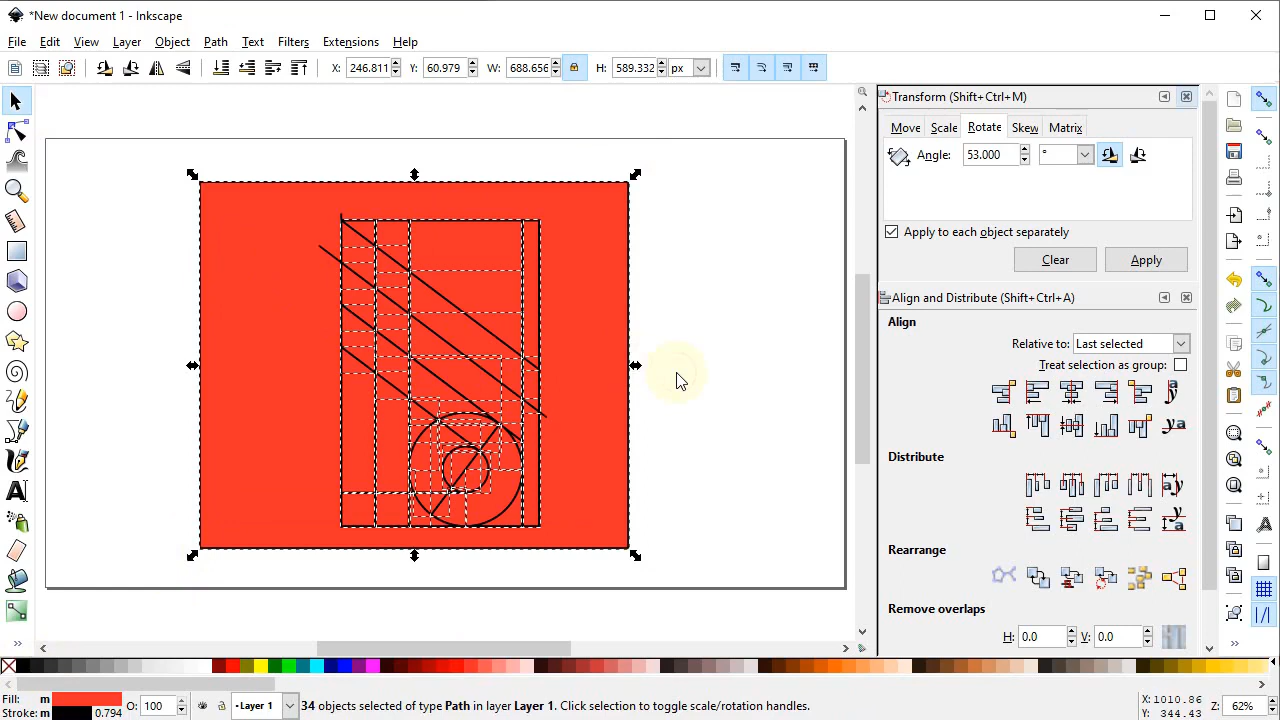 *New document 1 - Inkscape
File Edit View Layer Object Path Text Filters Extensions Help
X: 246.811 Y: 60.979 W: 688.656 H: 589.332 px
Transform (Shift+Ctrl+M)
Move Scale Rotate Skew Matrix
Angle: 53.000 °
Apply to each object separately
Clear Apply
Align and Distribute (Shift+Ctrl+A)
Align
Relative to: Last selected
Treat selection as group:
Distribute
Rearrange
Remove overlaps
H: 0.0 V: 0.0
Fill: m O: 100 Layer 1 34 objects selected of type Path in layer Layer 1. Click selection to toggle scale/rotation handles. X: 1010.86 Z: 62%
Stroke: m 0.794 Y: 344.43